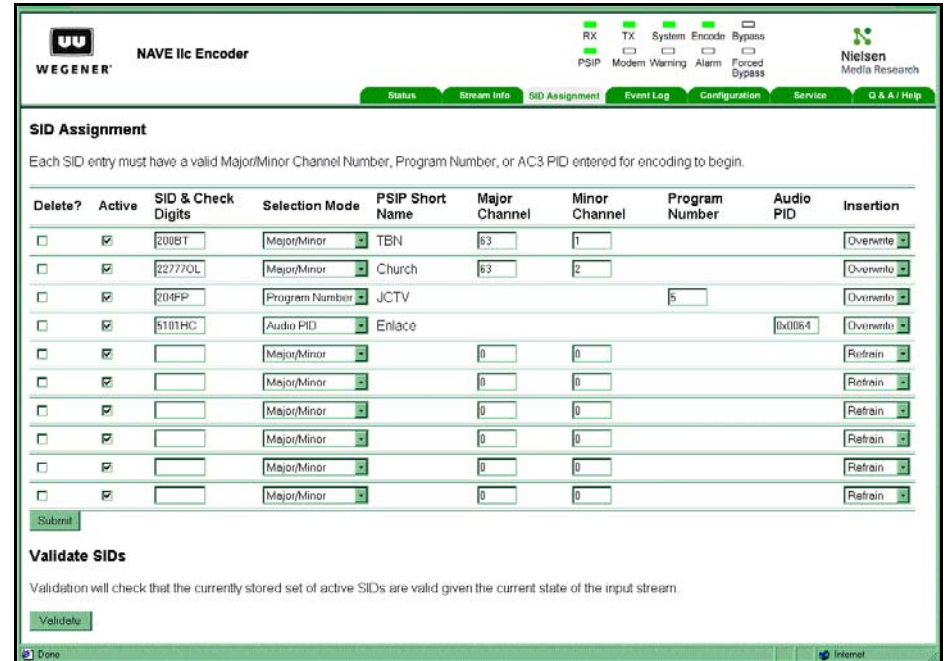 WEGENER
NAVE IIc Encoder
RX TX System Encode Bypass
PSIP Modem Warning Alarm Forced Bypass
Nielsen
Media Research
Status Stream Info SID Assignment Event Log Configuration Service Q & A / Help
SID Assignment
Each SID entry must have a valid Major/Minor Channel Number, Program Number, or AC3 PID entered for encoding to begin.
Delete? Active SID & Check Digits Selection Mode PSIP Short Name Major Channel Minor Channel Program Number Audio PID Insertion
200BT Major/Minor TBN 63 1 Overwrite
22777OL Major/Minor Church 63 2 Overwrite
204FP Program Number JCTV 5 Overwrite
5101HC Audio PID Enlace 0x0064 Overwrite
Major/Minor 0 0 Refrain
Major/Minor 0 0 Refrain
Major/Minor 0 0 Refrain
Major/Minor 0 0 Refrain
Major/Minor 0 0 Refrain
Major/Minor 0 0 Refrain
Submit
Validate SIDs
Validation will check that the currently stored set of active SIDs are valid given the current state of the input stream.
Validate
Done Internet